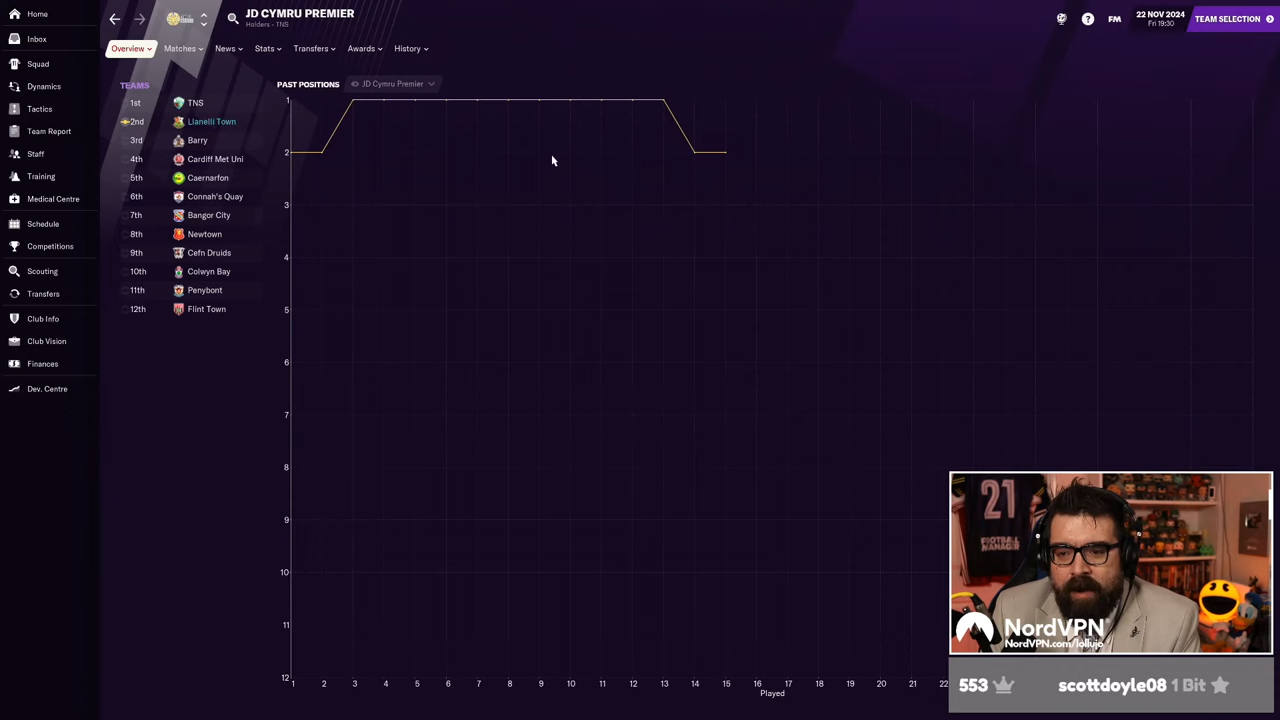 Home
Inbox
Squad
Dynamics
Tactics
Team Report
Staff
Training
Medical Centre
Schedule
Competitions
Scouting
Transfers
Club Info
Club Vision
Finances
Dev. Centre
JD CYMRU PREMIER
Holders - TNS
FM
22 NOV 2024
Fri 19:30
TEAM SELECTION
Overview
Matches
News
Stats
Transfers
Awards
History
TEAMS
1st TNS
2nd Llanelli Town
3rd Barry
4th Cardiff Met Uni
5th Caernarfon
6th Connah's Quay
7th Bangor City
8th Newtown
9th Cefn Druids
10th Colwyn Bay
11th Penybont
12th Flint Town
PAST POSITIONS
JD Cymru Premier
1
2
3
4
5
6
7
8
9
10
11
12
1 2 3 4 5 6 7 8 9 10 11 12 13 14 15 16 17 18 19 20 21 22
Played
21
FOOTBALL
MANAGER
NordVPN
NordVPN.com/lollujo
553
scottdoyle08 1 Bit